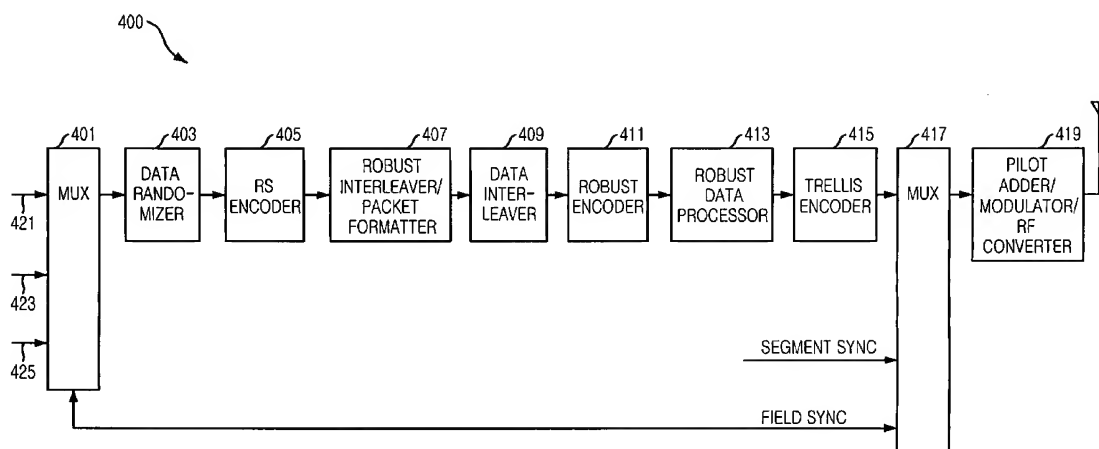 400
401
403
405
407
409
411
413
415
417
419
MUX
DATA
RANDO-
MIZER
RS
ENCODER
ROBUST
INTERLEAVER/
PACKET
FORMATTER
DATA
INTER-
LEAVER
ROBUST
ENCODER
ROBUST
DATA
PROCESSOR
TRELLIS
ENCODER
MUX
PILOT
ADDER/
MODULATOR/
RF
CONVERTER
421
423
425
SEGMENT SYNC
FIELD SYNC